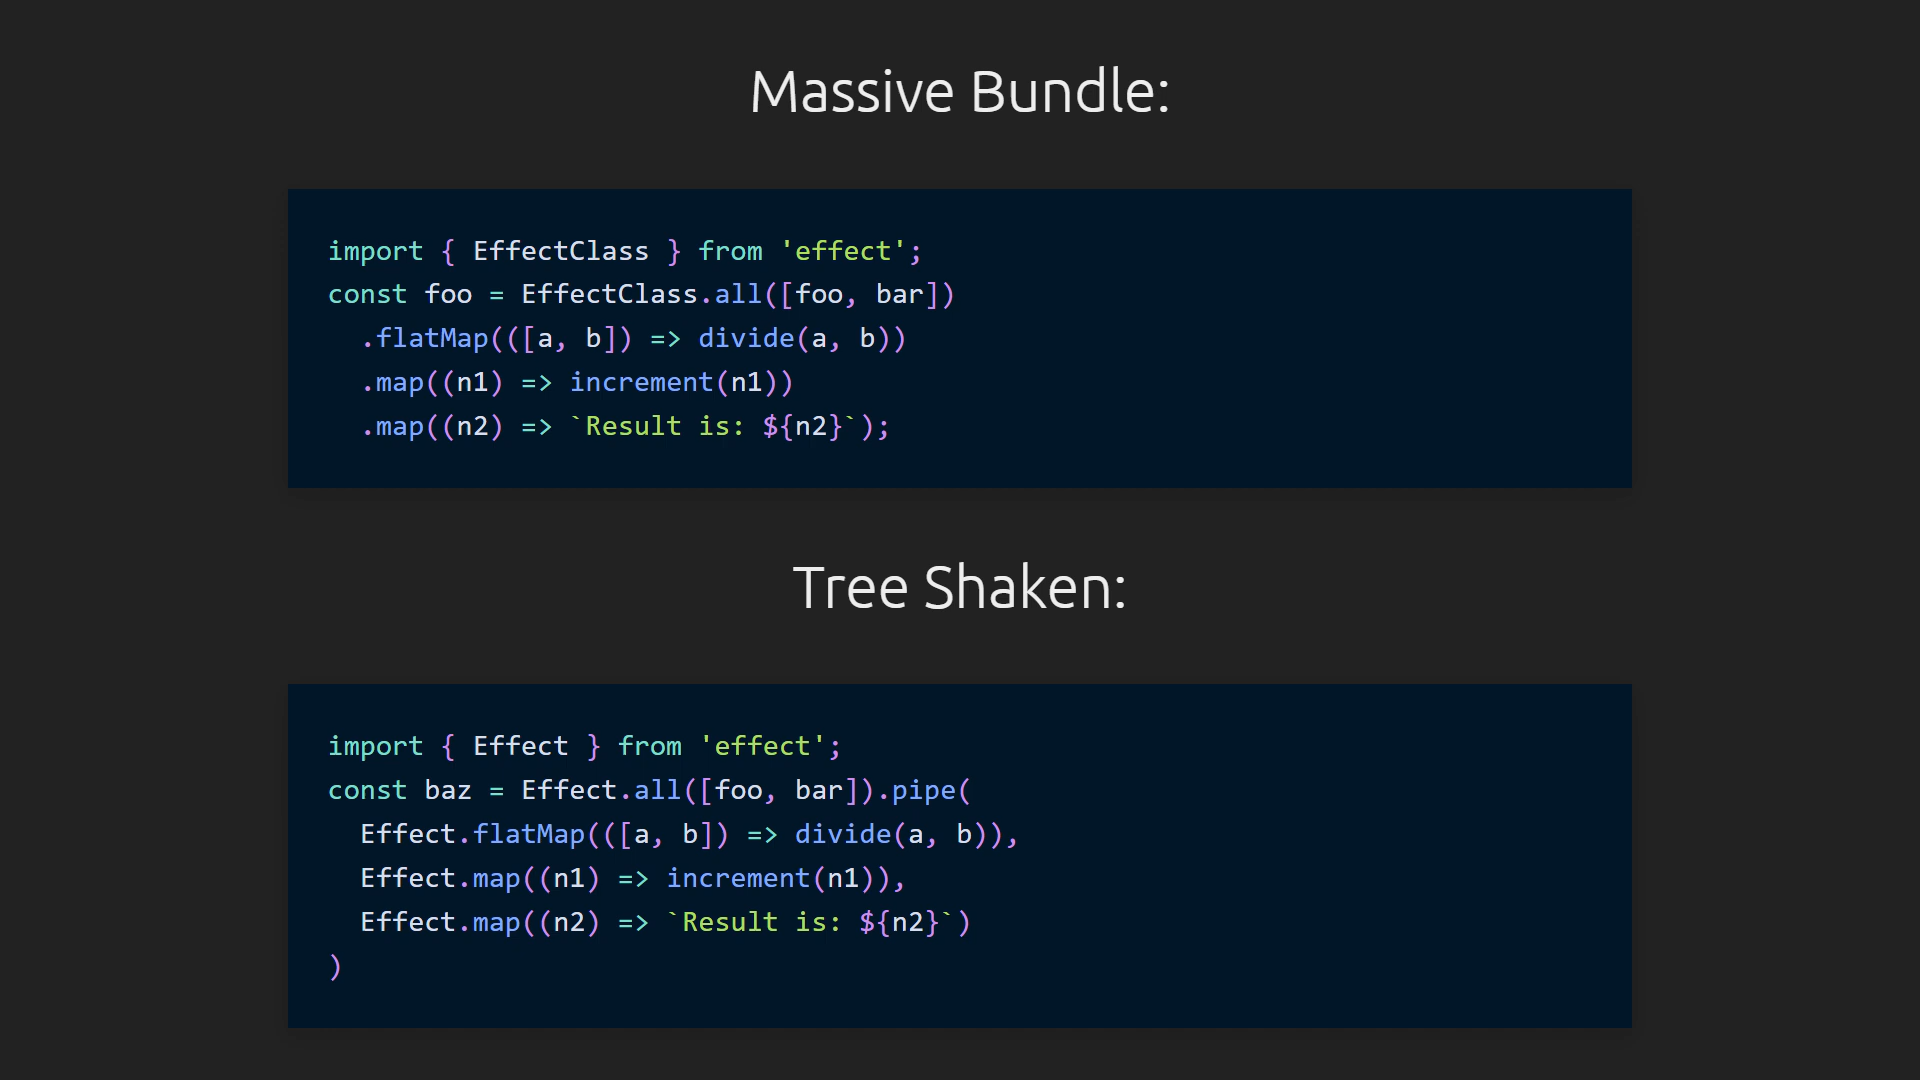 Massive Bundle:
import { EffectClass } from 'effect';
const foo = EffectClass.all([foo, bar])
  .flatMap(([a, b]) => divide(a, b))
  .map((n1) => increment(n1))
  .map((n2) => `Result is: ${n2}`);
Tree Shaken:
import { Effect } from 'effect';
const baz = Effect.all([foo, bar]).pipe(
  Effect.flatMap(([a, b]) => divide(a, b)),
  Effect.map((n1) => increment(n1)),
  Effect.map((n2) => `Result is: ${n2}`)
)